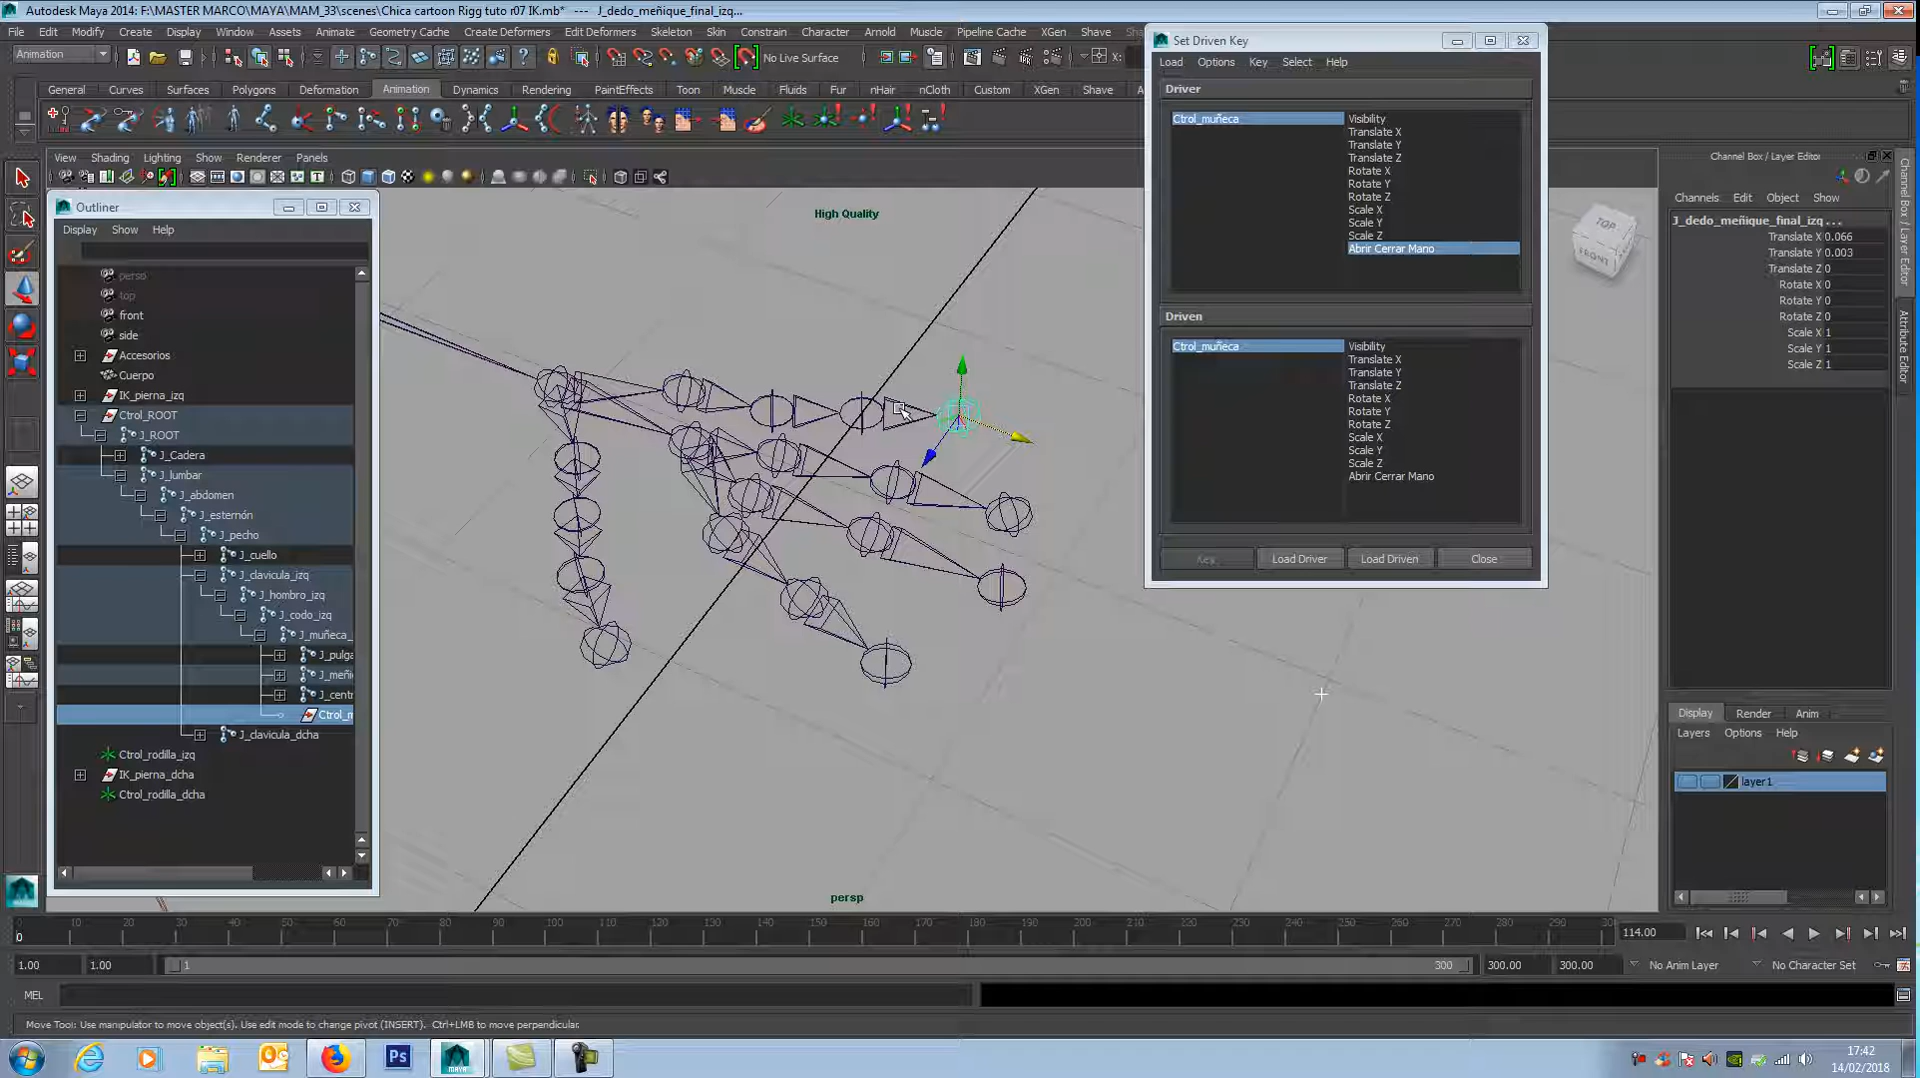 Autodesk Maya 2014: F:\MASTER MARCO\MAYA\MAM_33\scenes\Chica cartoon Rigg tuto r07 IK.mb* --- J_dedo_meñique_final_izq...
File Edit Modify Create Display Window Assets Animate Geometry Cache Create Deformers Edit Deformers Skeleton Skin Constrain Character Arnold Muscle Pipeline Cache XGen Shave
Animation
No Live Surface
General Curves Surfaces Polygons Deformation Animation Dynamics Rendering PaintEffects Toon Muscle Fluids Fur nHair nCloth Custom XGen Shave
View Shading Lighting Show Renderer Panels
High Quality
persp
TOP
FRONT
Outliner
Display Show Help
persp
top
front
side
Accesorios
Cuerpo
IK_pierna_izq
Ctrol_ROOT
J_ROOT
J_Cadera
J_lumbar
J_abdomen
J_esternón
J_pecho
J_cuello
J_clavicula_izq
J_hombro_izq
J_codo_izq
J_muñeca_
J_pulga
J_meñi
J_centr
Ctrol_m
J_clavicula_dcha
Ctrol_rodilla_izq
IK_pierna_dcha
Ctrol_rodilla_dcha
Set Driven Key
Load Options Key Select Help
Driver
Ctrol_muñeca
Visibility
Translate X
Translate Y
Translate Z
Rotate X
Rotate Y
Rotate Z
Scale X
Scale Y
Scale Z
Abrir Cerrar Mano
Driven
Ctrol_muñeca
Visibility
Translate X
Translate Y
Translate Z
Rotate X
Rotate Y
Rotate Z
Scale X
Scale Y
Scale Z
Abrir Cerrar Mano
Key Load Driver Load Driven Close
Channel Box / Layer Editor
Channels Edit Object Show
J_dedo_meñique_final_izq ...
Translate X 0.066
Translate Y 0.003
Translate Z 0
Rotate X 0
Rotate Y 0
Rotate Z 0
Scale X 1
Scale Y 1
Scale Z 1
Channel Box / Layer Editor
Attribute Editor
Display Render Anim
Layers Options Help
layer1
0 10 20 30 40 50 60 70 80 90 100 110 120 130 140 150 160 170 180 190 200 210 220 230 240 250 260 270 280 290 30
0
114.00
1.00 1.00 1 300 300.00 300.00 No Anim Layer No Character Set
MEL
Move Tool: Use manipulator to move object(s). Use edit mode to change pivot (INSERT). Ctrl+LMB to move perpendicular.
Ps
MAYA
17:42
14/02/2018